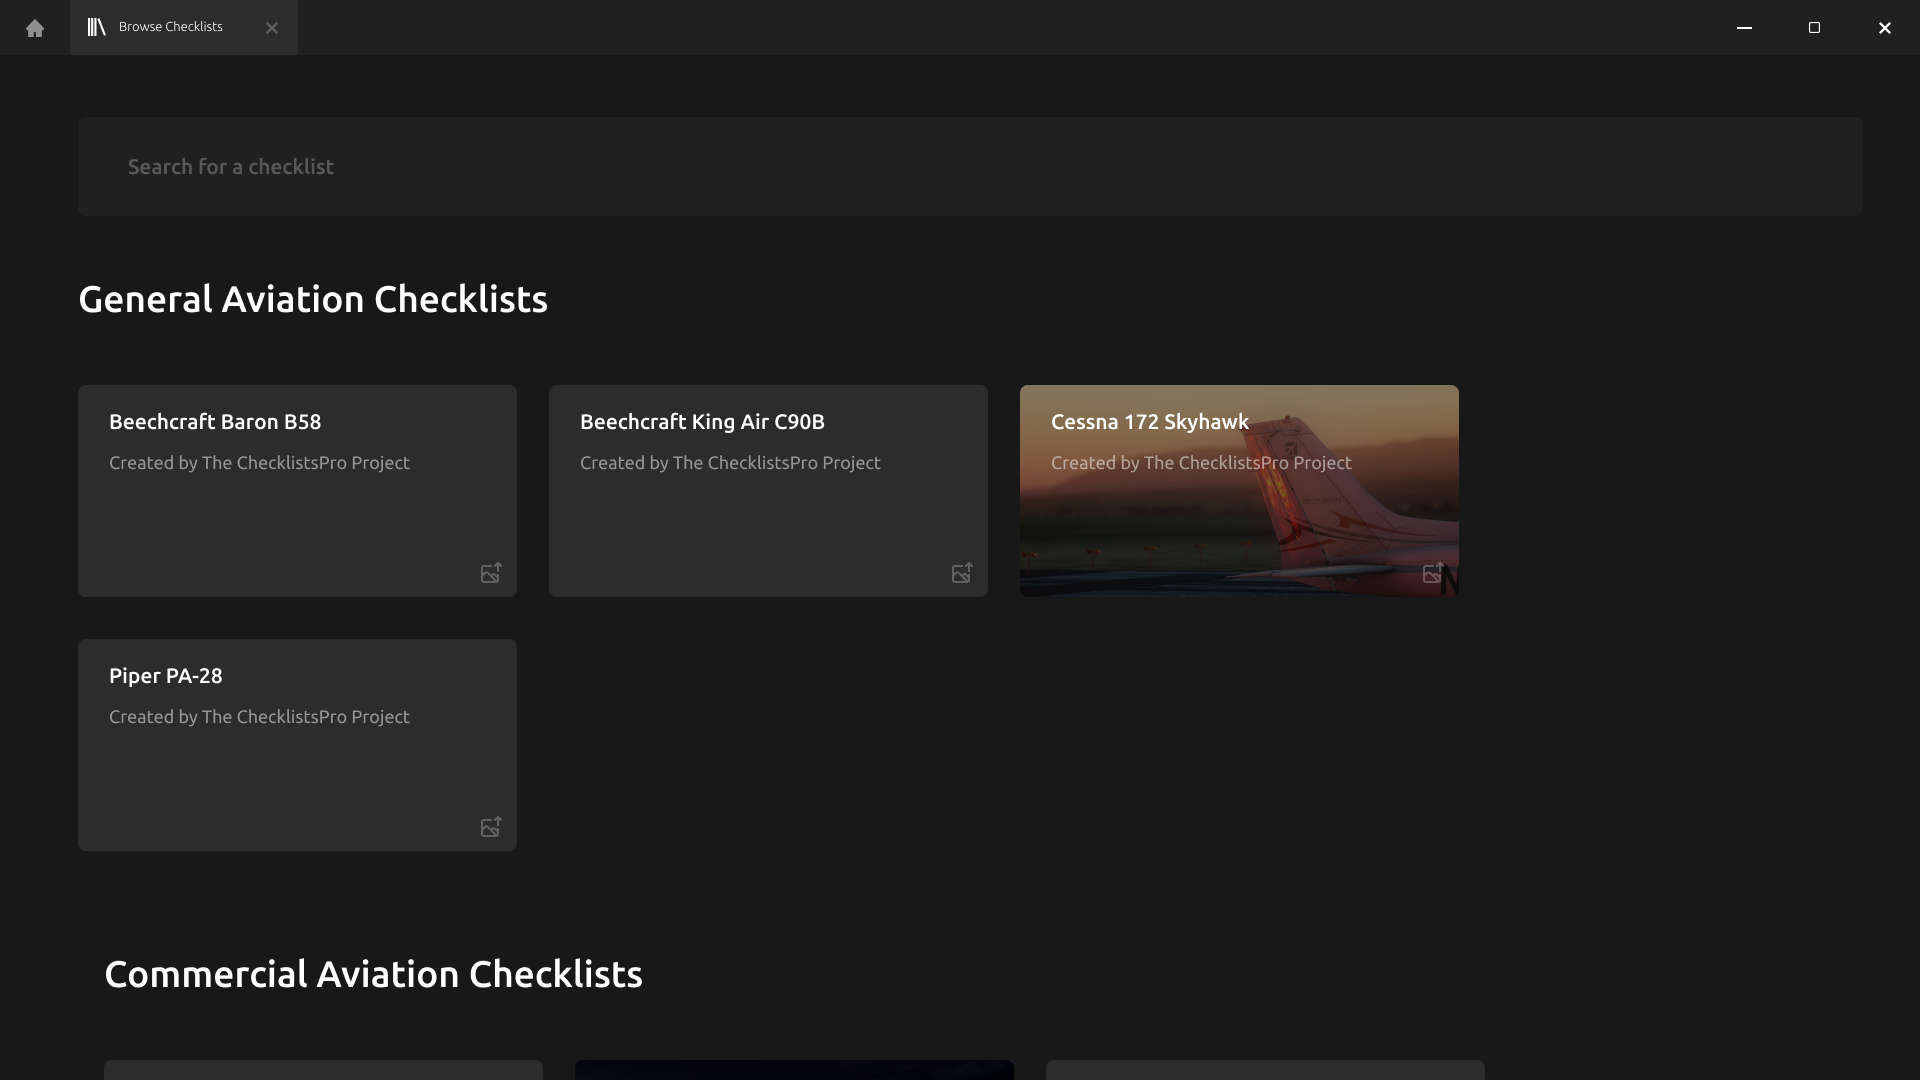 Browse Checklists
Search for a checklist
General Aviation Checklists
Beechcraft Baron B58
Created by The ChecklistsPro Project
Beechcraft King Air C90B
Created by The ChecklistsPro Project
Cessna 172 Skyhawk
Created by The ChecklistsPro Project
N
Piper PA-28
Created by The ChecklistsPro Project
Commercial Aviation Checklists